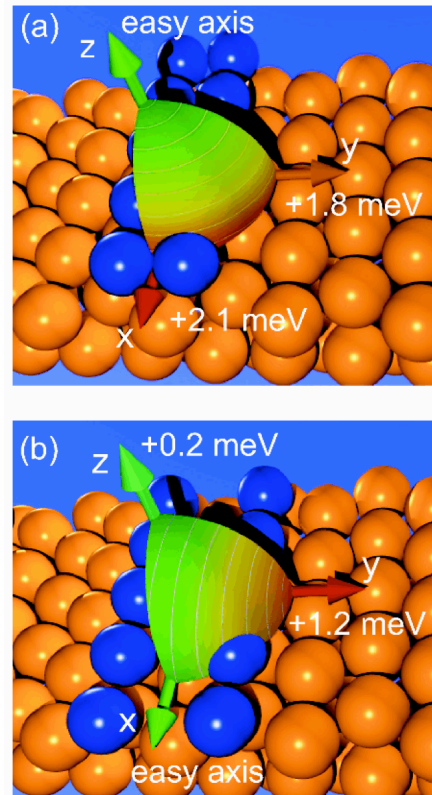 (a)
easy axis
z
y
+1.8 meV
+2.1 meV
x
(b)
+0.2 meV
z
y
+1.2 meV
x
easy axis